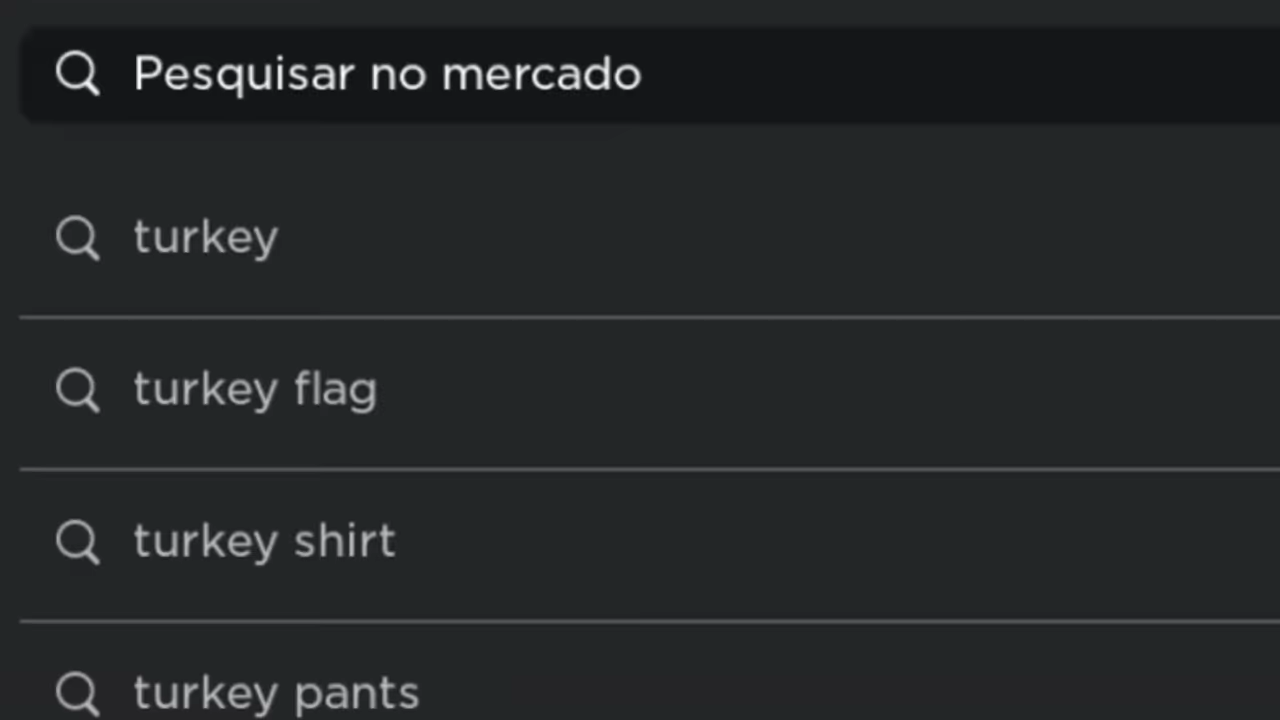 Pesquisar no mercado
turkey
turkey flag
turkey shirt
turkey pants